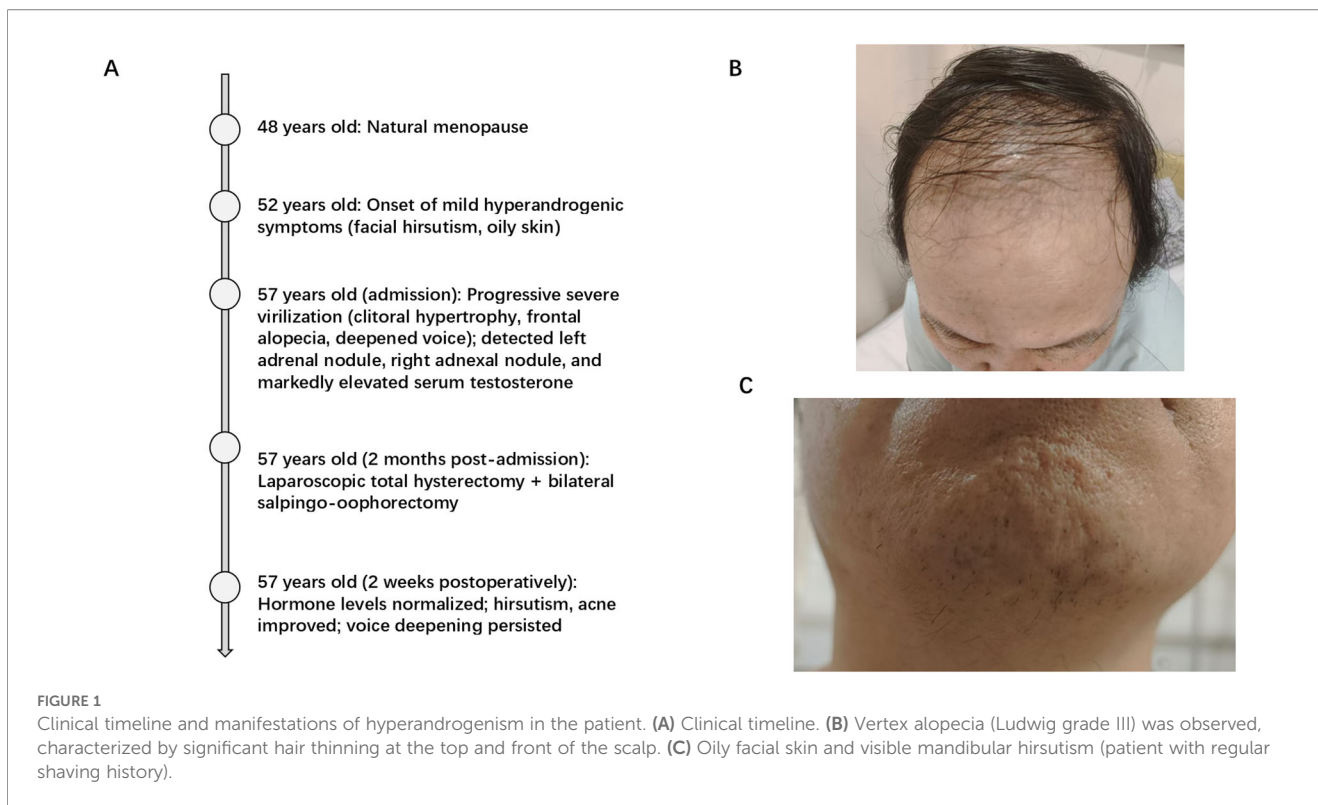 A
48 years old: Natural menopause
52 years old: Onset of mild hyperandrogenic
symptoms (facial hirsutism, oily skin)
57 years old (admission): Progressive severe
virilization (clitoral hypertrophy, frontal
alopecia, deepened voice); detected left
adrenal nodule, right adnexal nodule, and
markedly elevated serum testosterone
57 years old (2 months post-admission):
Laparoscopic total hysterectomy + bilateral
salpingo-oophorectomy
57 years old (2 weeks postoperatively):
Hormone levels normalized; hirsutism, acne
improved; voice deepening persisted
B
C
FIGURE 1
Clinical timeline and manifestations of hyperandrogenism in the patient. (A) Clinical timeline. (B) Vertex alopecia (Ludwig grade III) was observed,
characterized by significant hair thinning at the top and front of the scalp. (C) Oily facial skin and visible mandibular hirsutism (patient with regular
shaving history).